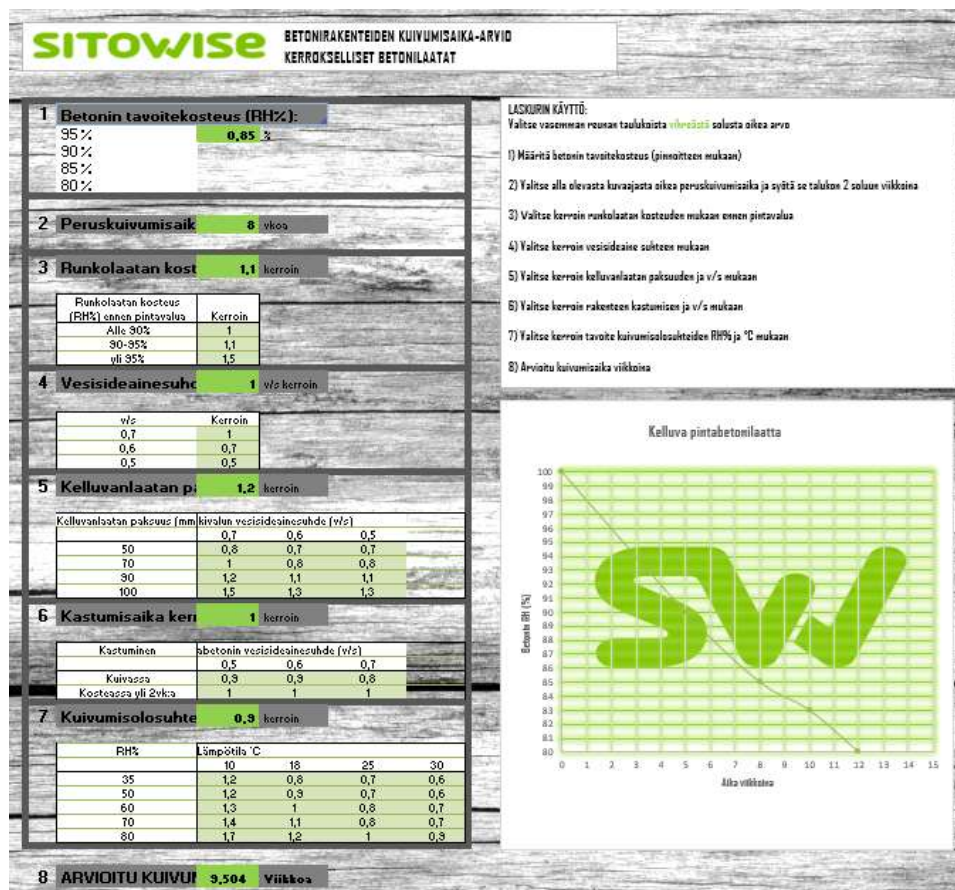 SITOWISE
BETONIRAKENTEIDEN KUIVUMISAIKA-ARVIO
KERROKSELLISET BETONILAATAT
1 Betonin tavoitekosteus (RH%):
95% 0,85 %
90%
85%
80%
2 Peruskuivumisaik 8 vkoa
3 Runkolaatan kost 1,1 kerroin
Runkolaatan kosteus
(RH%) ennen pintavalua Kerroin
Alle 90% 1
90-95% 1,1
yli 95% 1,5
4 Vesisideainesuhd 1 v/s kerroin
v/s Kerroin
0,7 1
0,6 0,7
0,5 0,5
5 Kelluvanlaatan pa 1,2 kerroin
Kelluvanlaatan paksuus (mm kivalun vesisideainesuhde (v/s)
0,7 0,6 0,5
50 0,8 0,7 0,7
70 1 0,8 0,8
90 1,2 1,1 1,1
100 1,5 1,3 1,3
6 Kastumisaika kerr 1 kerroin
Kastuminen abetonin vesisideainesuhde (v/s)
0,5 0,6 0,7
Kuivassa 0,9 0,9 0,8
Kosteassa yli 2vk:a 1 1 1
7 Kuivumisolosuhte 0,9 kerroin
RH% Lämpötila °C
10 18 25 30
35 1,2 0,8 0,7 0,6
50 1,2 0,9 0,7 0,6
60 1,3 1 0,8 0,7
70 1,4 1,1 0,8 0,7
80 1,7 1,2 1 0,9
8 ARVIOITU KUIVUI 9,504 Viikkoa
LASKURIN KÄYTTÖ:
Valitse vasemman reunan taulukoista vihreästä solusta oikea arvo
1) Määritä betonin tavoitekosteus (pinnoitteen mukaan)
2) Valitse alla olevasta kuvaajasta oikea peruskuivumisaika ja syötä se talukon 2 soluun viikkoina
3) Valitse kerroin runkolaatan kosteuden mukaan ennen pintavalua
4) Valitse kerroin vesisideaine suhteen mukaan
5) Valitse kerroin kelluvanlaatan paksuuden ja v/s mukaan
6) Valitse kerroin rakenteen kastumisen ja v/s mukaan
7) Valitse kerroin tavoite kuivumisolosuhteiden RH% ja °C mukaan
8) Arvioitu kuivumisaika viikkoina
Kelluva pintabetonilaatta
Betonin RH (%)
100
99
98
97
96
95
94
93
92
91
90
89
88
87
86
85
84
83
82
81
80
SW
0 1 2 3 4 5 6 7 8 9 10 11 12 13 14 15
Aika viikkoina